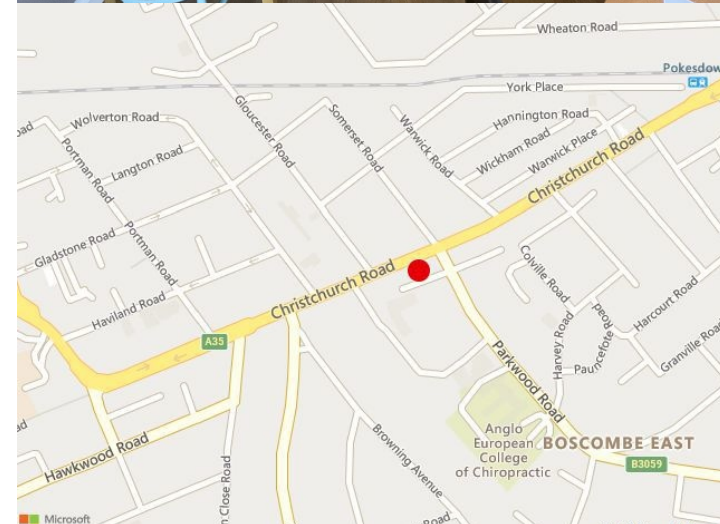 Wheaton Road
Pokesdow
York Place
Gloucester Road
Somerset Road
Warwick Road
Hannington Road
Wolverton Road
Wickham Road
Warwick Place
oad
Portman Road
Langton Road
Christchurch Road
Gladstone Road
Portman Road
Colville Road
Christchurch Road
Haviland Road
Harcourt Road
Pauncefote Road
Harvey Road
A35
Granville Roa
Parkwood Road
Anglo
European
College
of Chiropractic
BOSCOMBE EAST
B3059
ad
Browning Avenue
Hawkwood Road
n Close Road
Road
Microsoft